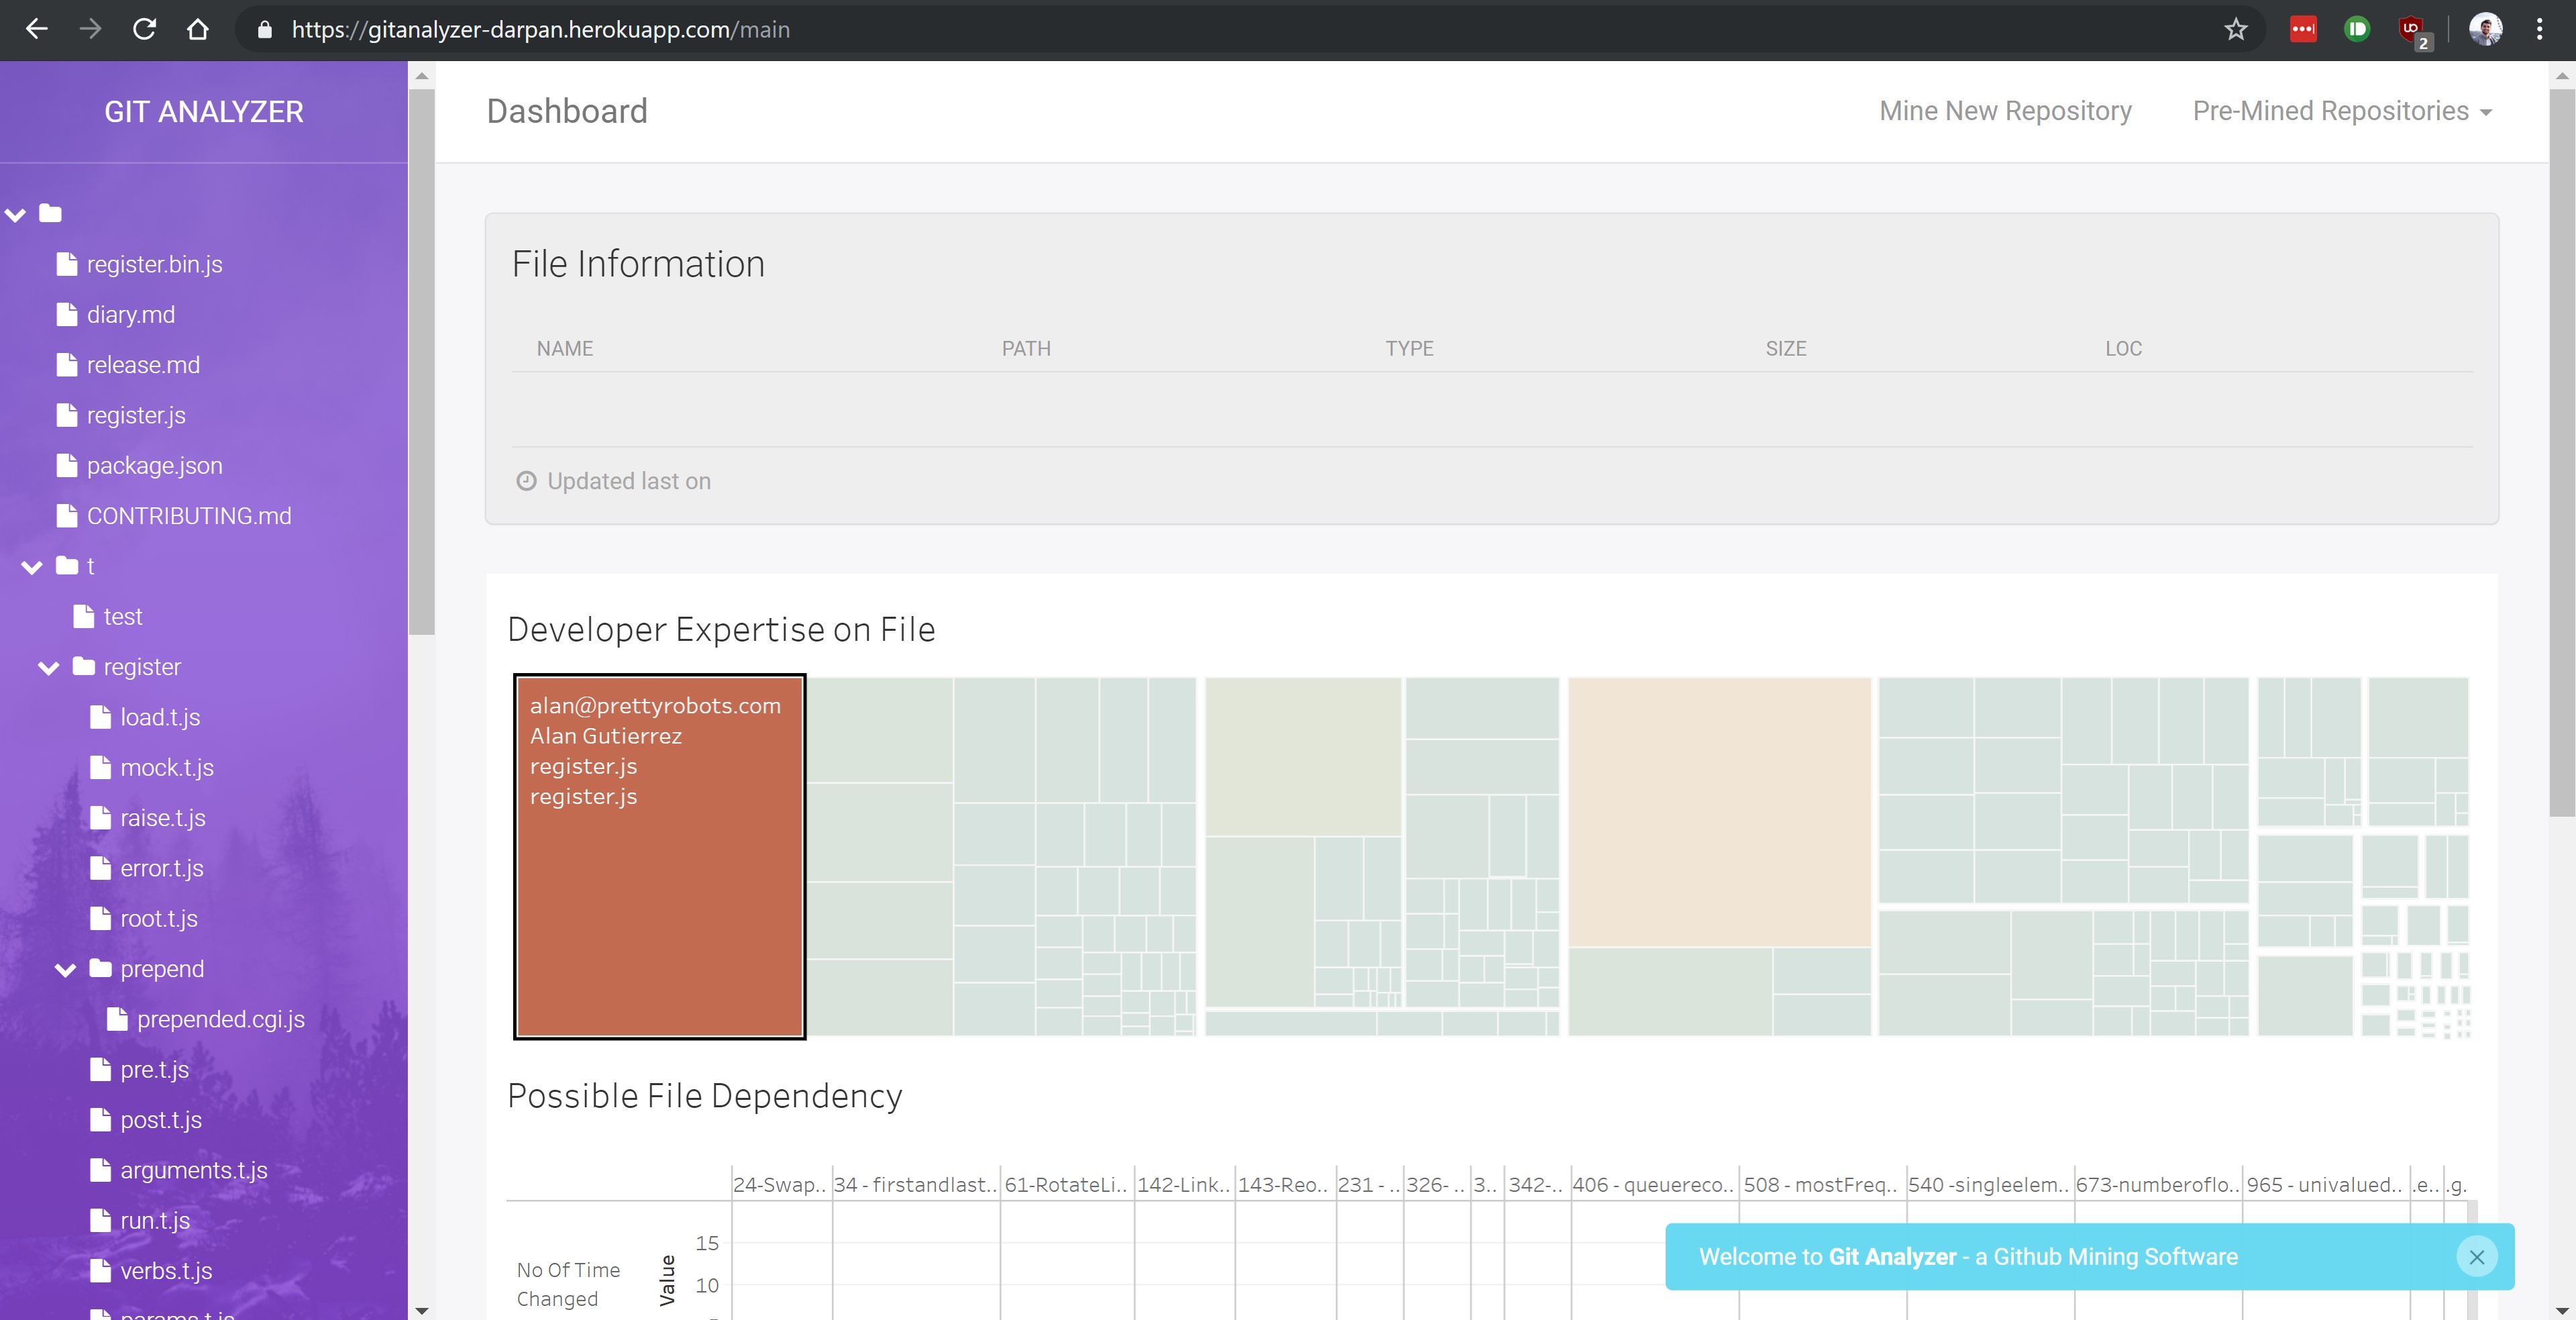 https://gitanalyzer-darpan.herokuapp.com/main
2
GIT ANALYZER
register.bin.js
diary.md
release.md
register.js
package.json
CONTRIBUTING.md
t
test
register
load.t.js
mock.t.js
raise.t.js
error.t.js
root.t.js
prepend
prepended.cgi.js
pre.t.js
post.t.js
arguments.t.js
run.t.js
verbs.t.js
Dashboard
Mine New Repository
Pre-Mined Repositories
File Information
NAME PATH TYPE SIZE LOC
Updated last on
Developer Expertise on File
alan@prettyrobots.com
Alan Gutierrez
register.js
register.js
Possible File Dependency
24-Swap.. 34 - firstandlast.. 61-RotateLi.. 142-Link.. 143-Reo.. 231 - .. 326- .. 3.. 342-.. 406 - queuereco.. 508 - mostFreq.. 540 -singleelem.. 673-numberoflo.. 965 - univalued.. .e.. .g.
No Of Time
Changed
Value
15
10
Welcome to Git Analyzer - a Github Mining Software